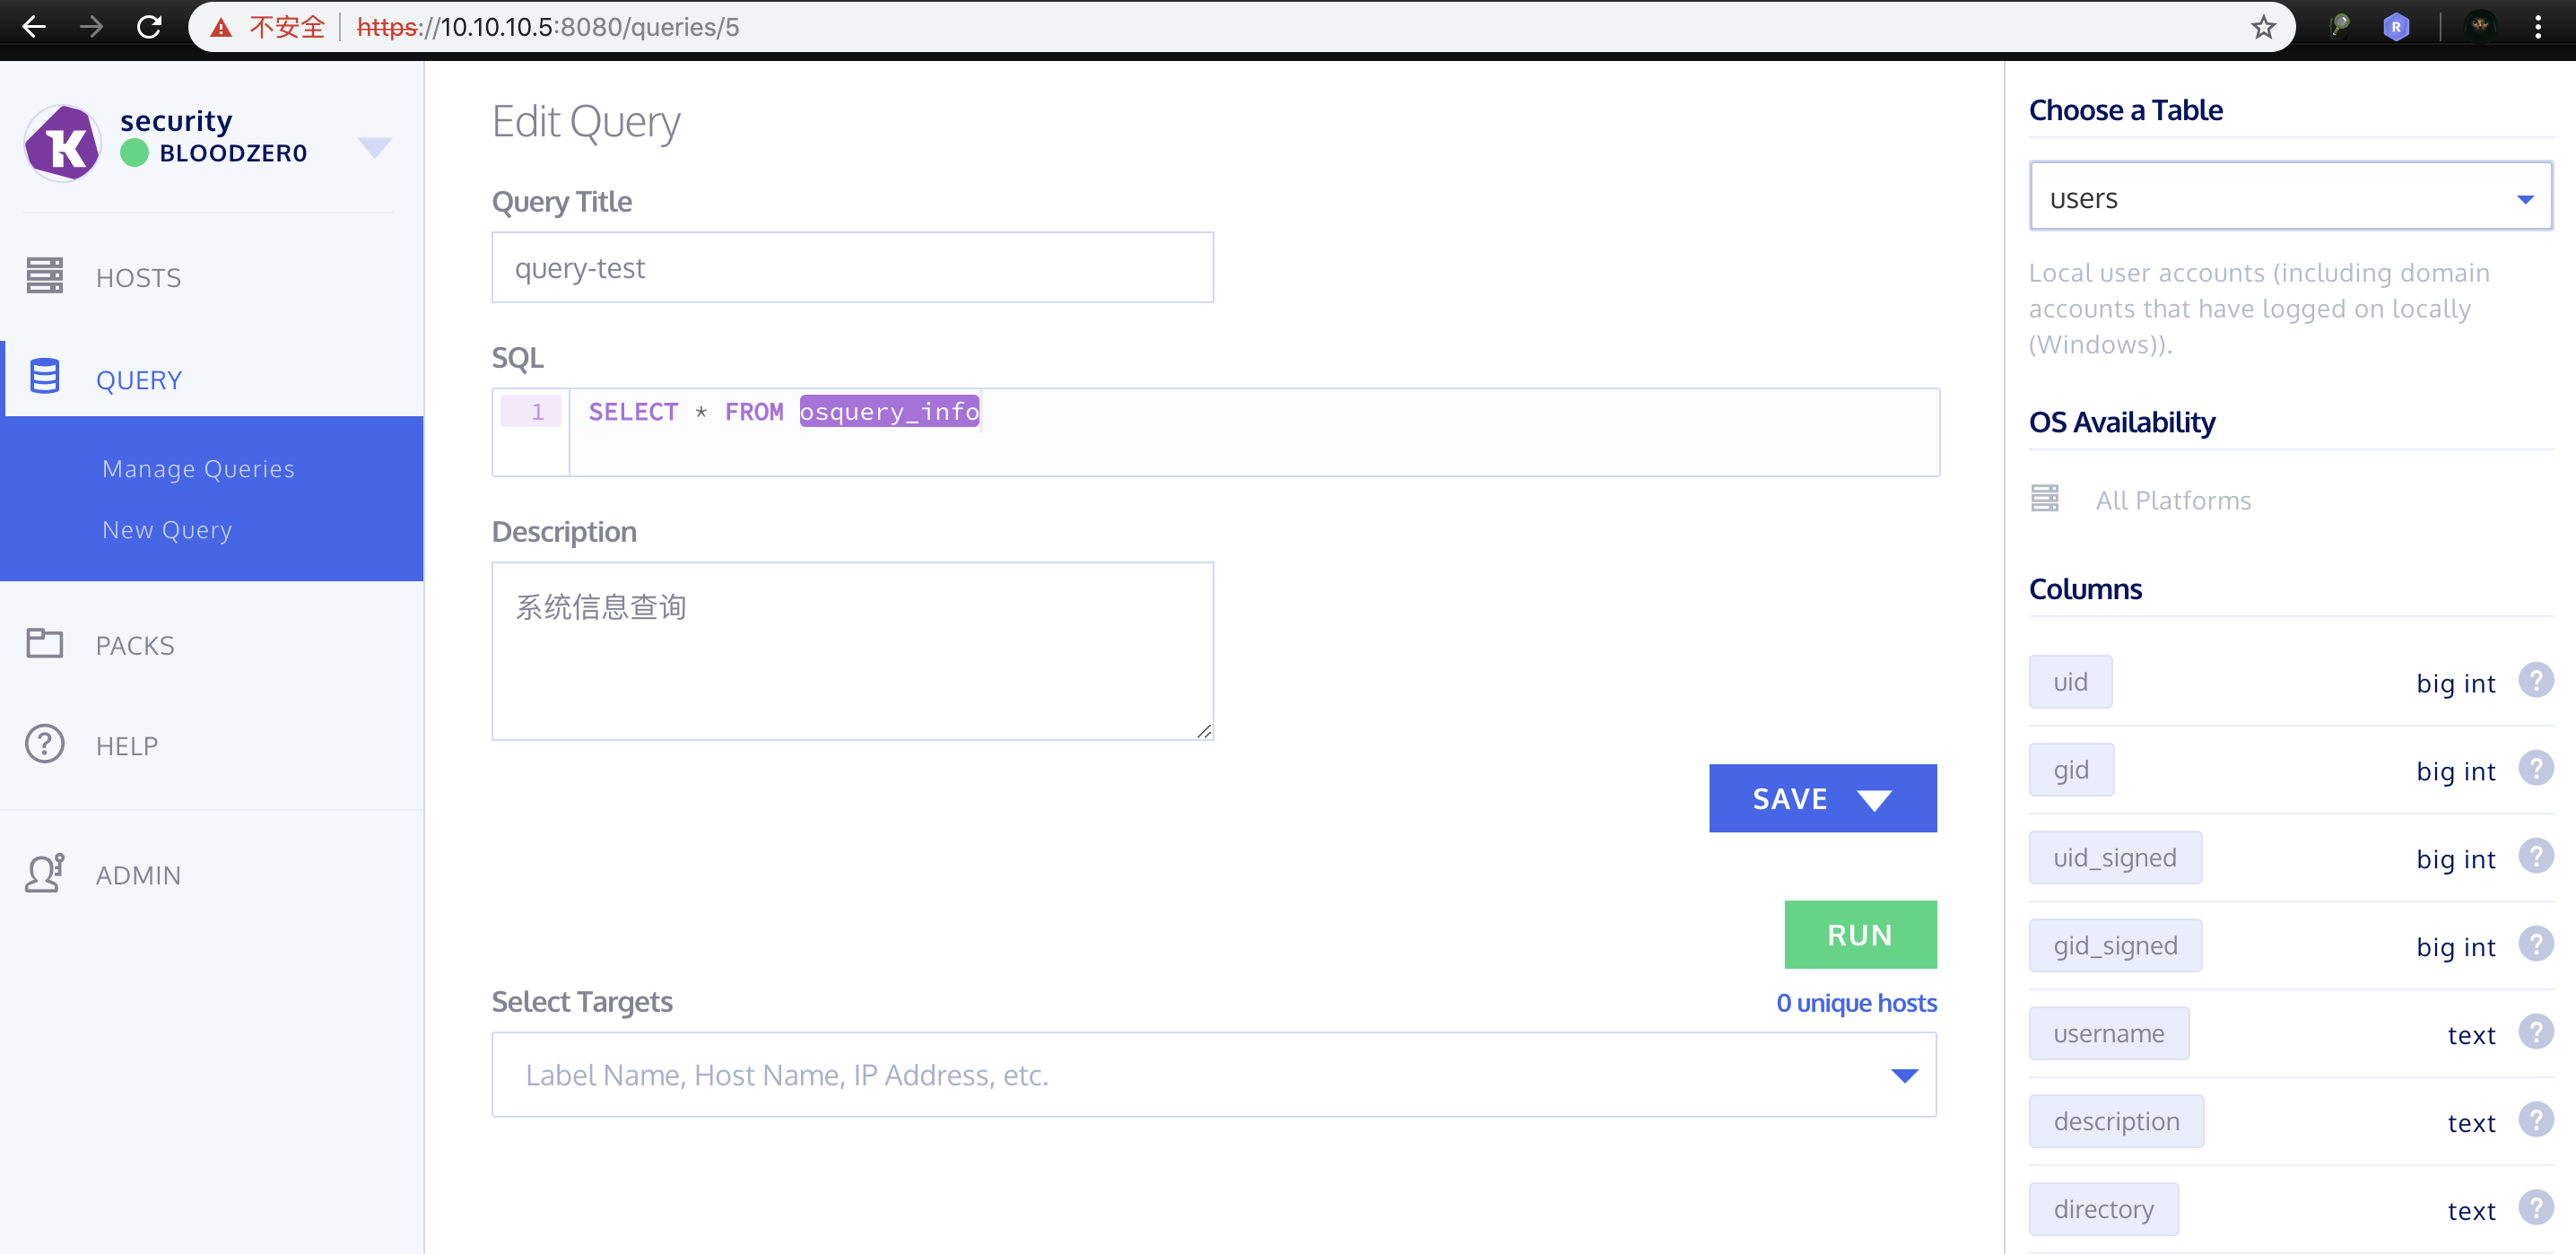 不安全 https://10.10.10.5:8080/queries/5
R
K
security
BLOODZER0
HOSTS
QUERY
Manage Queries
New Query
PACKS
HELP
ADMIN
Edit Query
Query Title
query-test
SQL
1 SELECT * FROM osquery_info
Description
系统信息查询
SAVE
RUN
Select Targets
0 unique hosts
Label Name, Host Name, IP Address, etc.
Choose a Table
users
Local user accounts (including domain
accounts that have logged on locally
(Windows)).
OS Availability
All Platforms
Columns
uid big int ?
gid big int ?
uid_signed big int ?
gid_signed big int ?
username text ?
description text ?
directory text ?